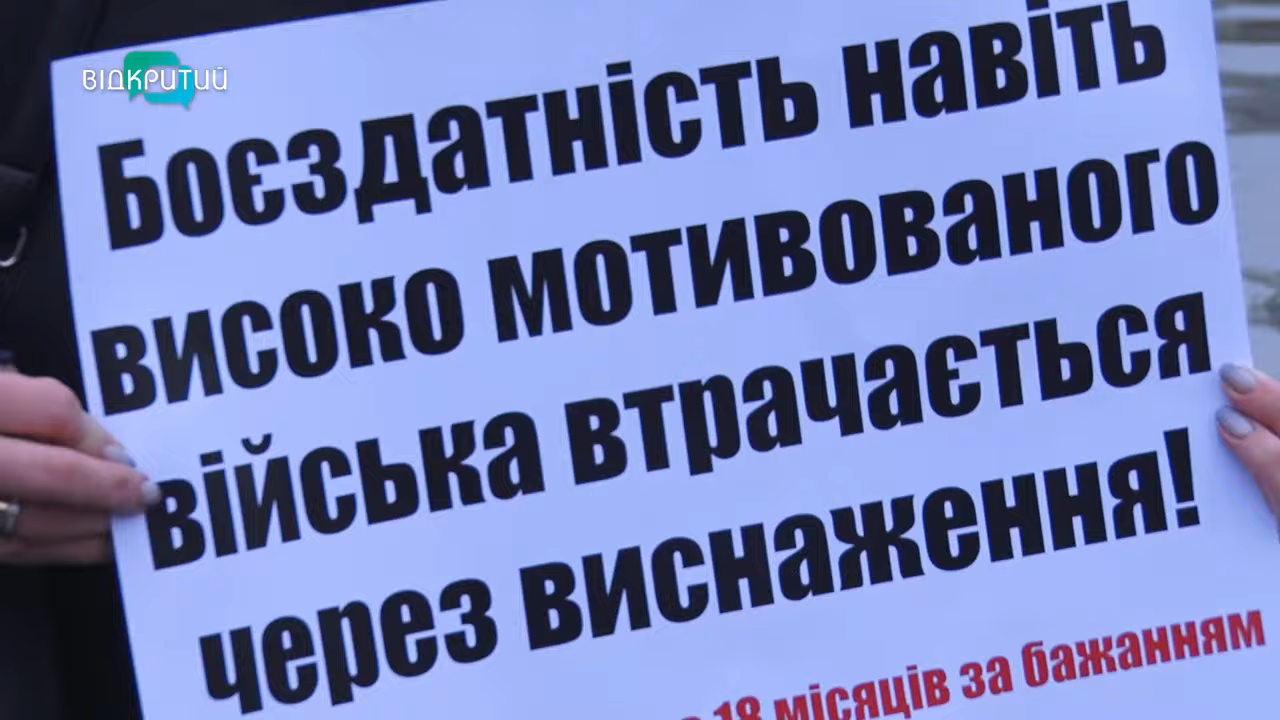 ВІДКРИТИЙ
Боєздатність навіть
високо мотивованого
війська втрачається
через виснаження!
18 місяців за бажанням